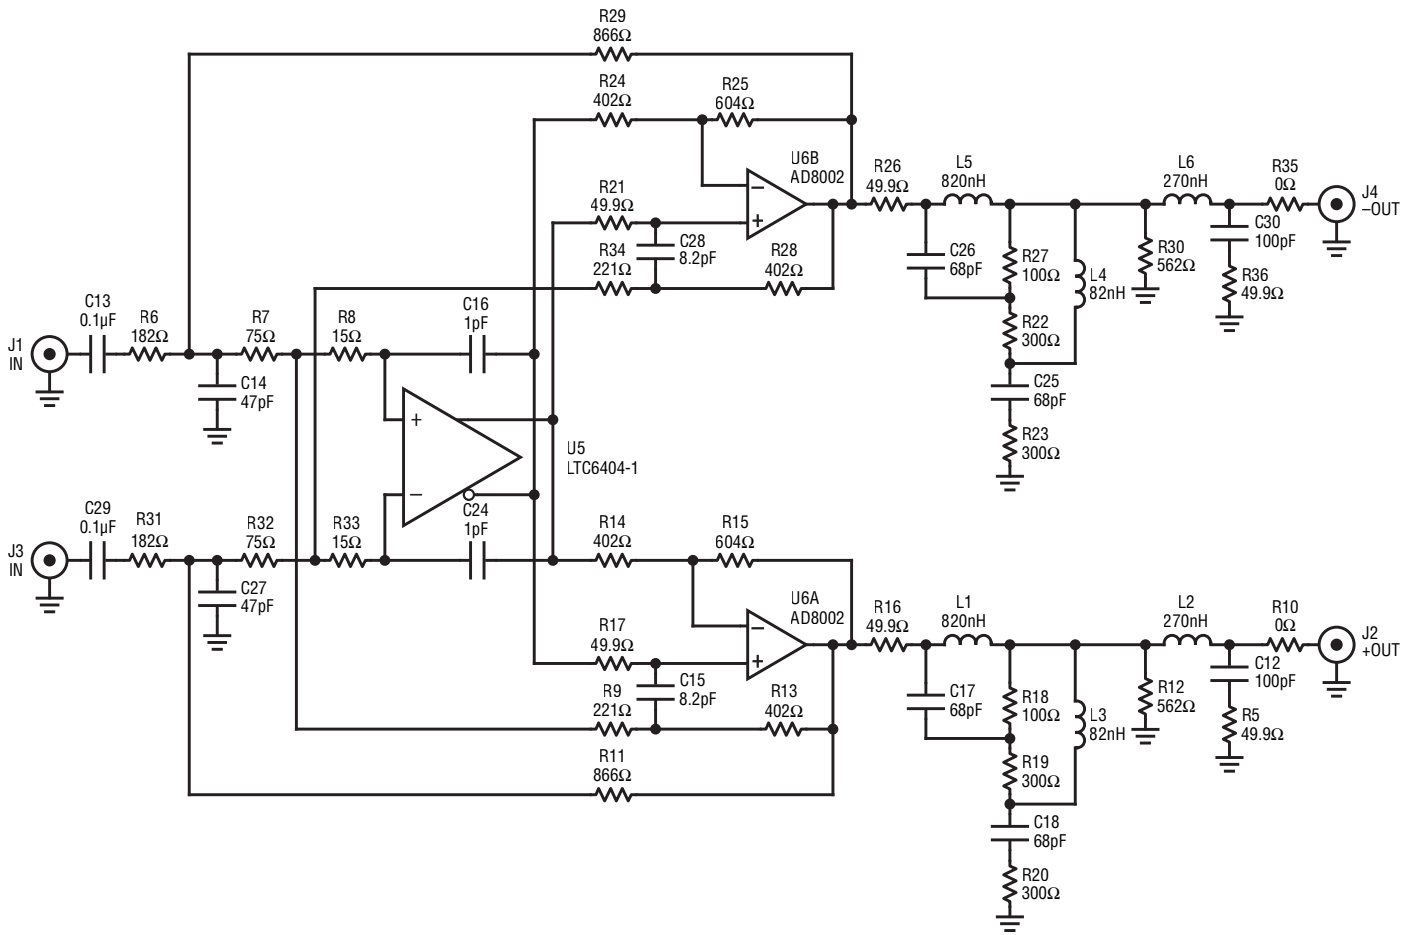 R29
866Ω
R24
402Ω
R25
604Ω
U6B
AD8002
R21
49.9Ω
C28
8.2pF
R34
221Ω
R28
402Ω
R26
49.9Ω
L5
820nH
L6
270nH
R35
0Ω
J4
–OUT
C26
68pF
R27
100Ω
L4
82nH
R30
562Ω
C30
100pF
R36
49.9Ω
R22
300Ω
C25
68pF
R23
300Ω
J1
IN
C13
0.1µF
R6
182Ω
R7
75Ω
R8
15Ω
C16
1pF
C14
47pF
+
–
–
+
U5
LTC6404-1
J3
IN
C29
0.1µF
R31
182Ω
R32
75Ω
R33
15Ω
C24
1pF
C27
47pF
R14
402Ω
R15
604Ω
U6A
AD8002
–
+
R17
49.9Ω
C15
8.2pF
R9
221Ω
R13
402Ω
R11
866Ω
R16
49.9Ω
L1
820nH
L2
270nH
R10
0Ω
J2
+OUT
C17
68pF
R18
100Ω
L3
82nH
R12
562Ω
C12
100pF
R5
49.9Ω
R19
300Ω
C18
68pF
R20
300Ω